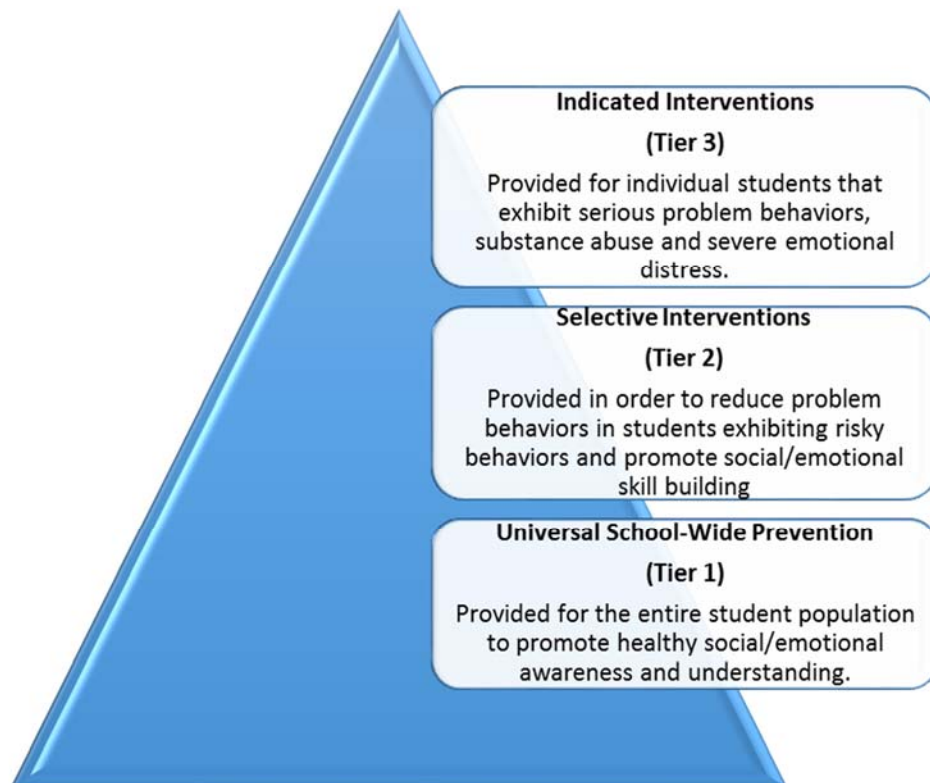 Indicated Interventions
(Tier 3)
Provided for individual students that
exhibit serious problem behaviors,
substance abuse and severe emotional
distress.
Selective Interventions
(Tier 2)
Provided in order to reduce problem
behaviors in students exhibiting risky
behaviors and promote social/emotional
skill building
Universal School-Wide Prevention
(Tier 1)
Provided for the entire student population
to promote healthy social/emotional
awareness and understanding.